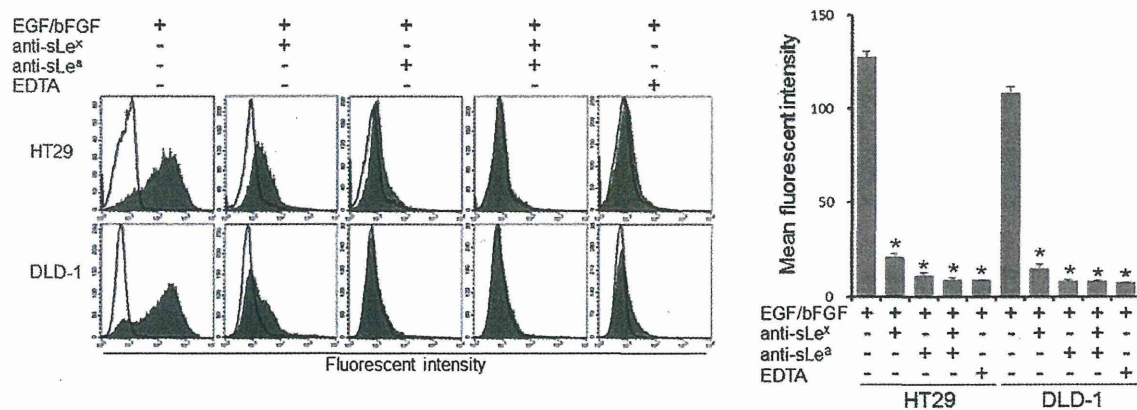 EGF/bFGF + + + + +
anti-sLeˣ - + - + -
anti-sLeᵃ - - + + -
EDTA - - - - +
HT29
DLD-1
Fluorescent intensity
150
100
50
0
Mean fluorescent intensity
* * * * * * * *
EGF/bFGF + + + + + + + + + +
anti-sLeˣ - + - + - - + - + -
anti-sLeᵃ - - + + - - - + + -
EDTA - - - - + - - - - +
HT29 DLD-1